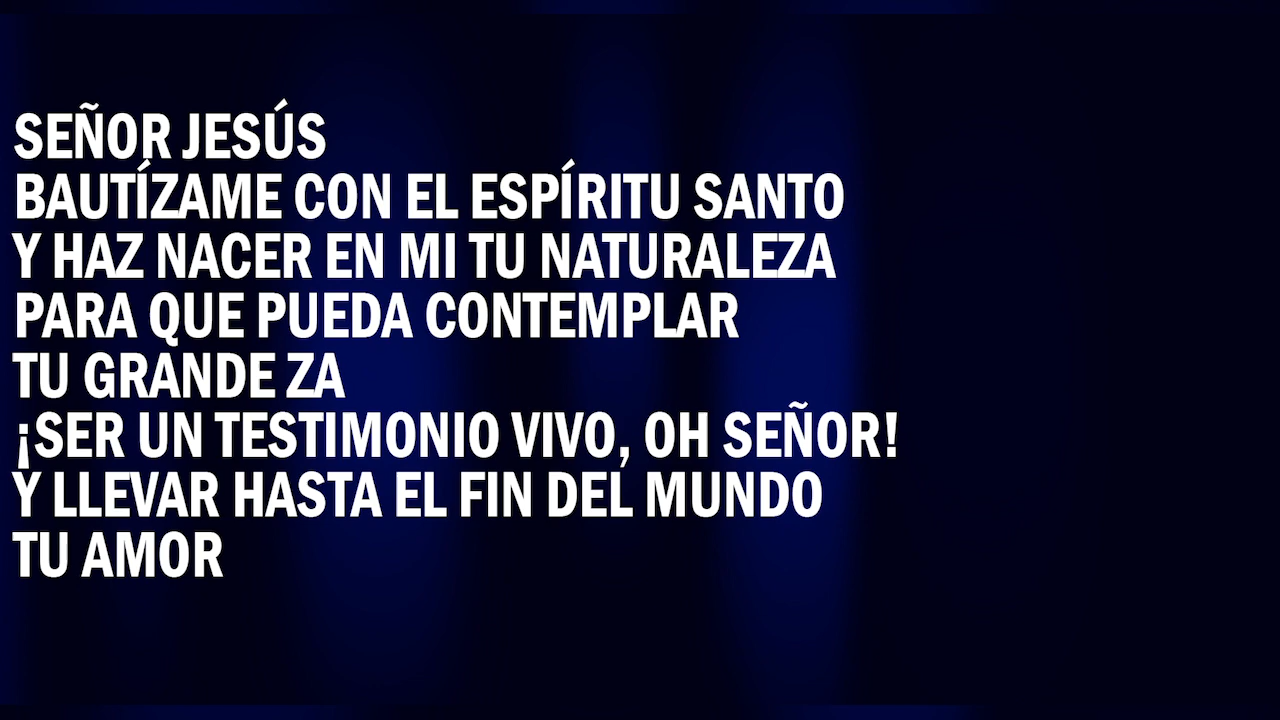 SEÑOR JESÚS
BAUTÍZAME CON EL ESPÍRITU SANTO
Y HAZ NACER EN MI TU NATURALEZA
PARA QUE PUEDA CONTEMPLAR
TU GRANDE ZA
¡SER UN TESTIMONIO VIVO, OH SEÑOR!
Y LLEVAR HASTA EL FIN DEL MUNDO
TU AMOR